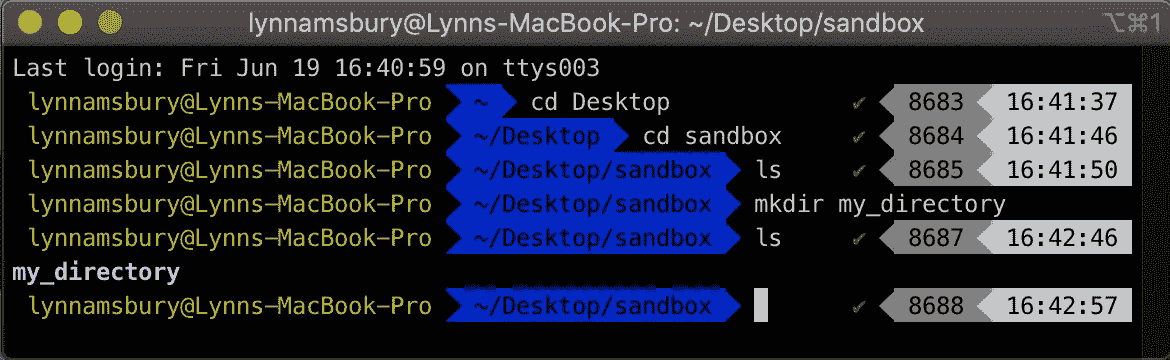 lynnamsbury@Lynns-MacBook-Pro: ~/Desktop/sandbox ⌥⌘1
Last login: Fri Jun 19 16:40:59 on ttys003
lynnamsbury@Lynns-MacBook-Pro ~ cd Desktop ✔ 8683 16:41:37
lynnamsbury@Lynns-MacBook-Pro ~/Desktop cd sandbox ✔ 8684 16:41:46
lynnamsbury@Lynns-MacBook-Pro ~/Desktop/sandbox ls ✔ 8685 16:41:50
lynnamsbury@Lynns-MacBook-Pro ~/Desktop/sandbox mkdir my_directory
lynnamsbury@Lynns-MacBook-Pro ~/Desktop/sandbox ls ✔ 8687 16:42:46
my_directory
lynnamsbury@Lynns-MacBook-Pro ~/Desktop/sandbox ✔ 8688 16:42:57